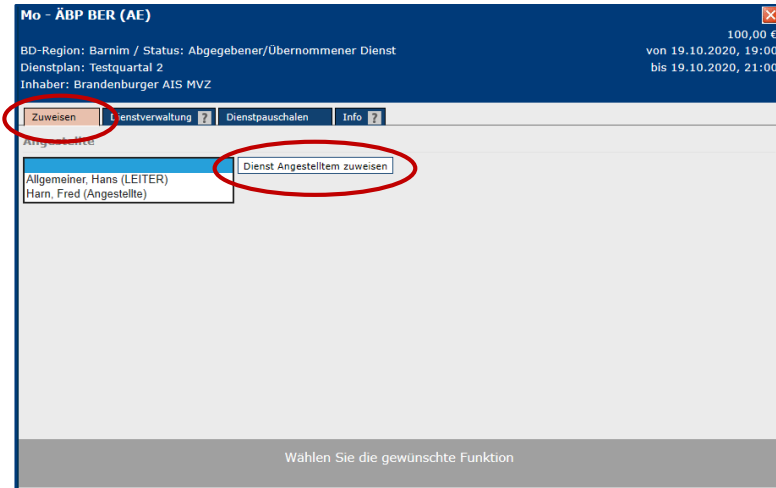 Mo - ÄBP BER (AE)
100,00 €
BD-Region: Barnim / Status: Abgegebener/Übernommener Dienst
von 19.10.2020, 19:00
Dienstplan: Testquartal 2
bis 19.10.2020, 21:00
Inhaber: Brandenburger AIS MVZ
Zuweisen
Dienstverwaltung ?
Dienstpauschalen
Info ?
Angestellte
Dienst Angestelltem zuweisen
Allgemeiner, Hans (LEITER)
Harn, Fred (Angestellte)
Wählen Sie die gewünschte Funktion